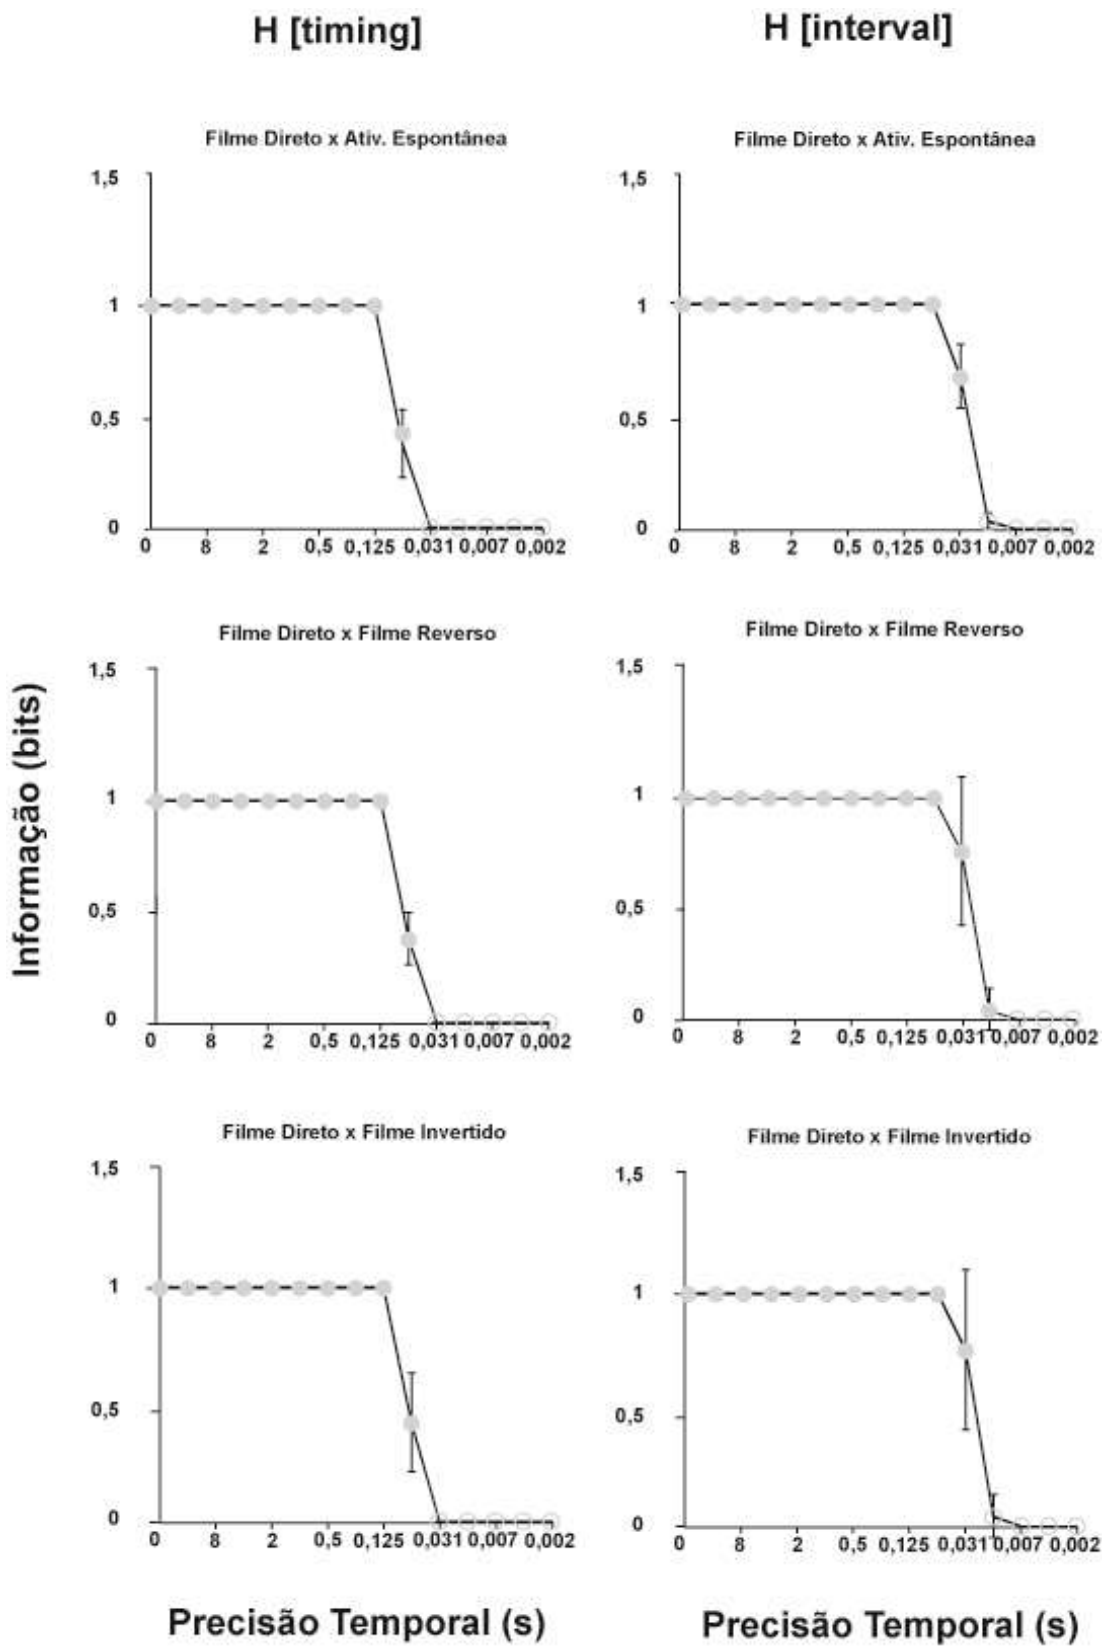 H [timing]
H [interval]
Filme Direto x Ativ. Espontânea
1,5
1
0,5
0
0 8 2 0,5 0,125 0,031 0,007 0,002
Filme Direto x Ativ. Espontânea
1,5
1
0,5
0
0 8 2 0,5 0,125 0,031 0,007 0,002
Informação (bits)
Filme Direto x Filme Reverso
1,5
1
0,5
0
0 8 2 0,5 0,125 0,031 0,007 0,002
Filme Direto x Filme Reverso
1,5
1
0,5
0
0 8 2 0,5 0,125 0,031 0,007 0,002
Filme Direto x Filme Invertido
1,5
1
0,5
0
0 8 2 0,5 0,125 0,031 0,007 0,002
Filme Direto x Filme Invertido
1,5
1
0,5
0
0 8 2 0,5 0,125 0,031 0,007 0,002
Precisão Temporal (s)
Precisão Temporal (s)